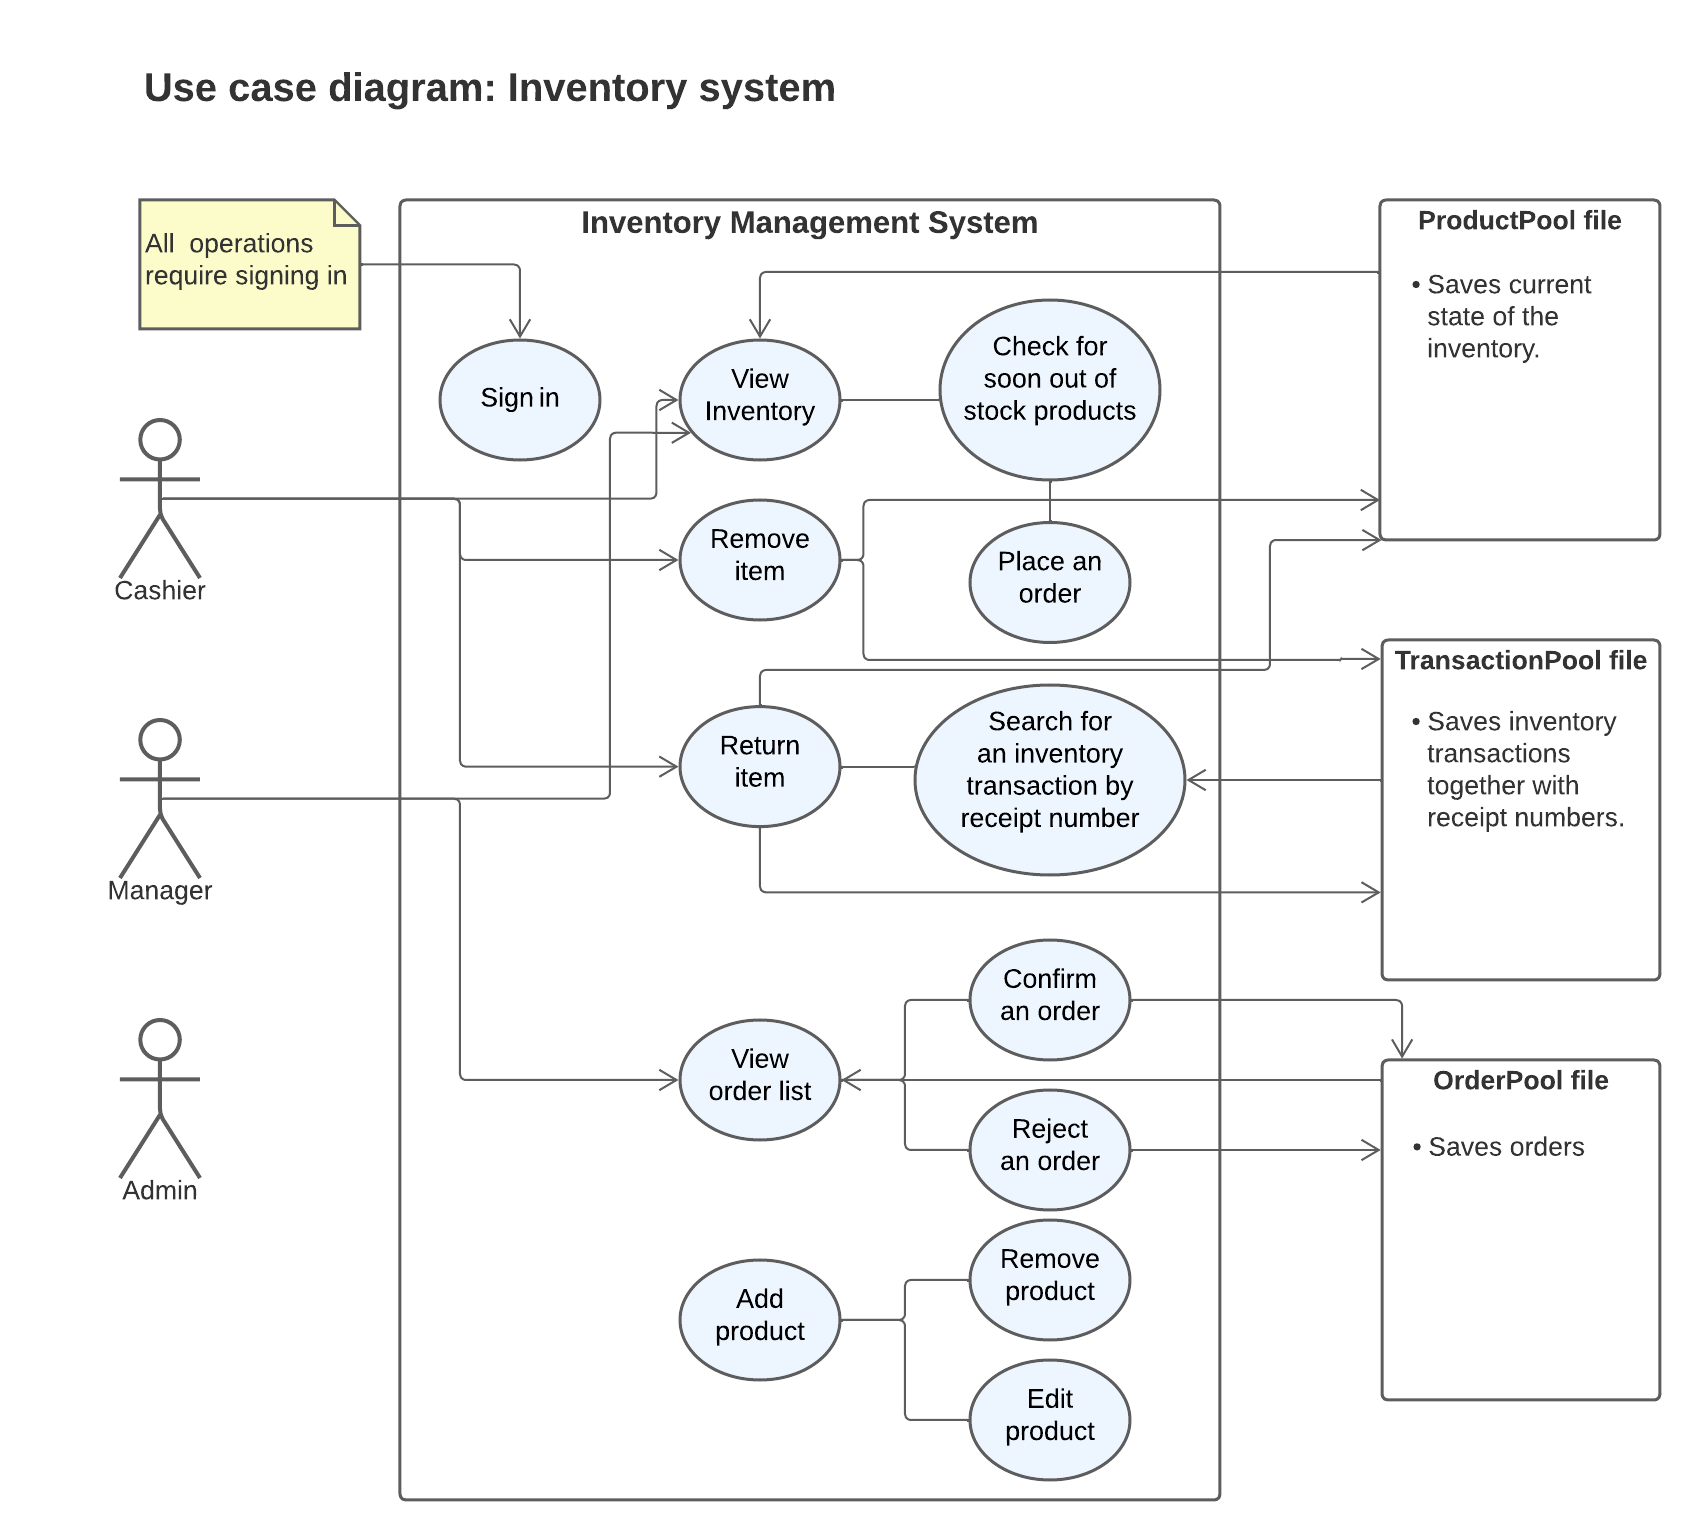 Use case diagram: Inventory system
All  operations
require signing in
Inventory Management System
ProductPool file
• Saves current
state of the
inventory.
Sign in
View
Inventory
Check for
soon out of
stock products
Cashier
Remove
item
Place an
order
TransactionPool file
• Saves inventory
transactions
together with
receipt numbers.
Return
item
Search for
an inventory
transaction by
receipt number
Manager
Confirm
an order
View
order list
OrderPool file
• Saves orders
Reject
an order
Admin
Remove
product
Add
product
Edit
product